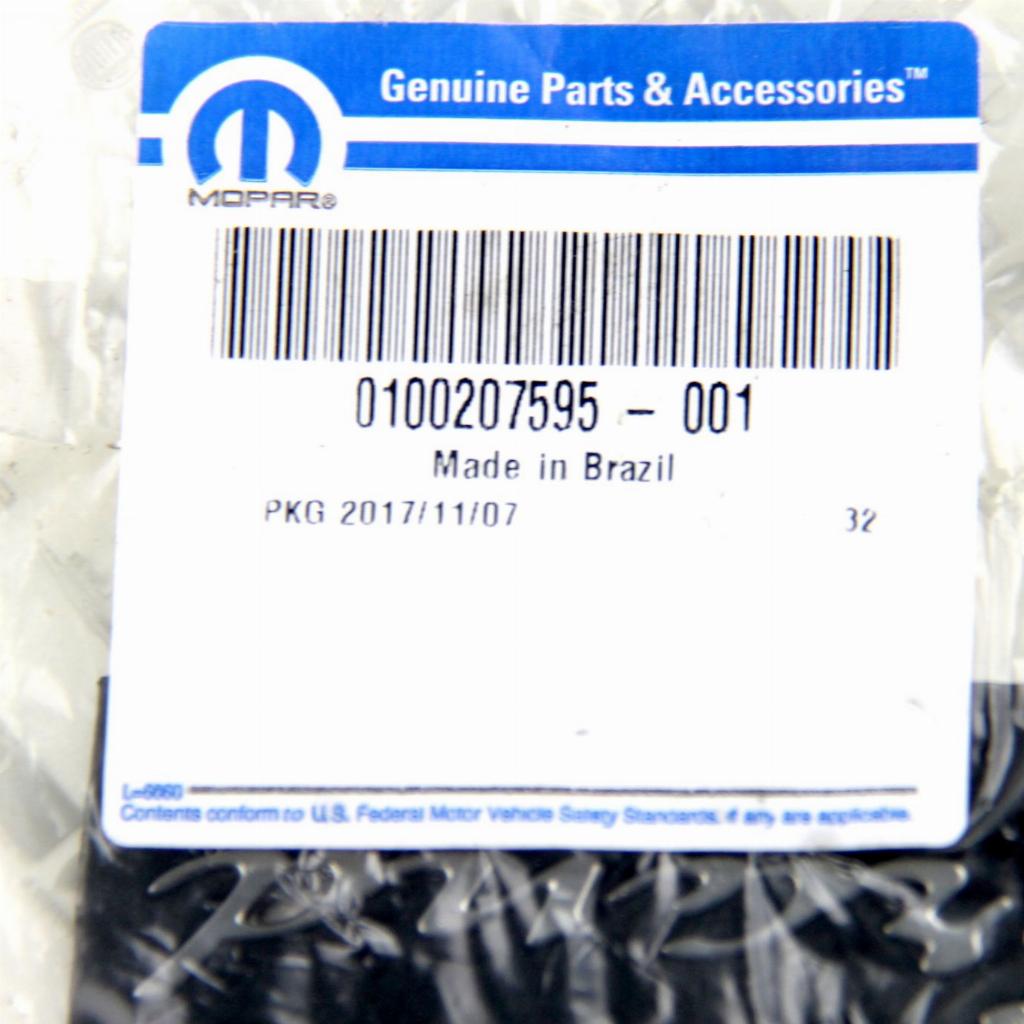 Genuine Parts & Accessories™
MOPAR®
0100207595 - 001
Made in Brazil
PKG 2017/11/07 32
Contents conform to U.S. Federal Motor Vehicle Safety Standards, if any are applicable.